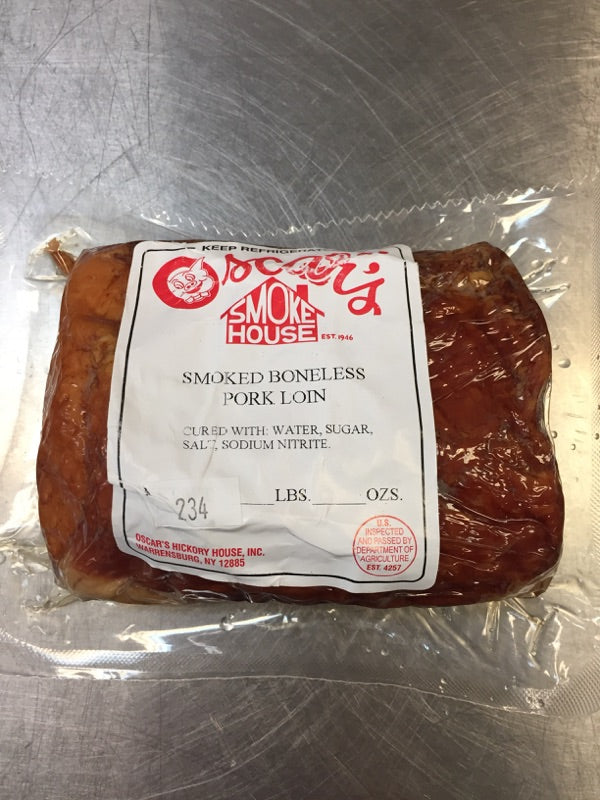 KEEP REFRIGERAT
Oscar's
SMOKE
HOUSE
EST. 1946
SMOKED BONELESS
PORK LOIN
CURED WITH: WATER, SUGAR,
SALT, SODIUM NITRITE.
234 LBS. OZS.
OSCAR'S HICKORY HOUSE, INC.
WARRENSBURG, NY 12885
U.S.
INSPECTED
AND PASSED BY
DEPARTMENT OF
AGRICULTURE
EST. 4257